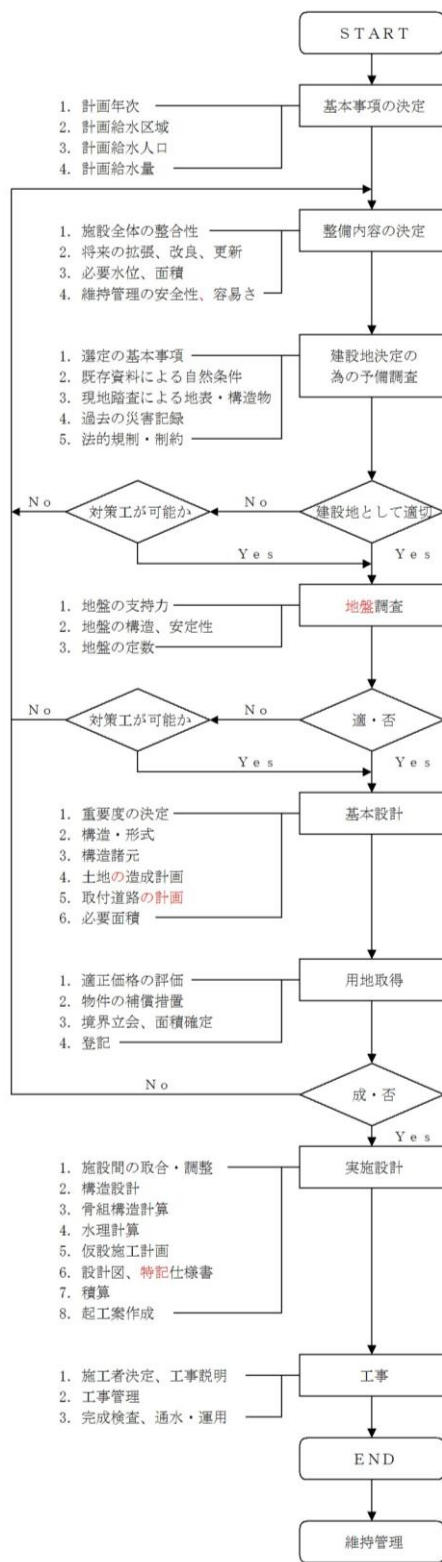 START
基本事項の決定
1. 計画年次
2. 計画給水区域
3. 計画給水人口
4. 計画給水量
整備内容の決定
1. 施設全体の整合性
2. 将来の拡張、改良、更新
3. 必要水位、面積
4. 維持管理の安全性、容易さ
建設地決定の
為の予備調査
1. 選定の基本事項
2. 既存資料による自然条件
3. 現地踏査による地表・構造物
4. 過去の災害記録
5. 法的規制・制約
No
対策工が可能か
No
建設地として適切
Yes
Yes
地盤調査
1. 地盤の支持力
2. 地盤の構造、安定性
3. 地盤の定数
No
対策工が可能か
No
適・否
Yes
Yes
基本設計
1. 重要度の決定
2. 構造・形式
3. 構造諸元
4. 土地の造成計画
5. 取付道路の計画
6. 必要面積
用地取得
1. 適正価格の評価
2. 物件の補償措置
3. 境界立会、面積確定
4. 登記
No
成・否
Yes
実施設計
1. 施設間の取合・調整
2. 構造設計
3. 骨組構造計算
4. 水理計算
5. 仮設施工計画
6. 設計図、特記仕様書
7. 積算
8. 起工案作成
工事
1. 施工者決定、工事説明
2. 工事管理
3. 完成検査、通水・運用
END
維持管理